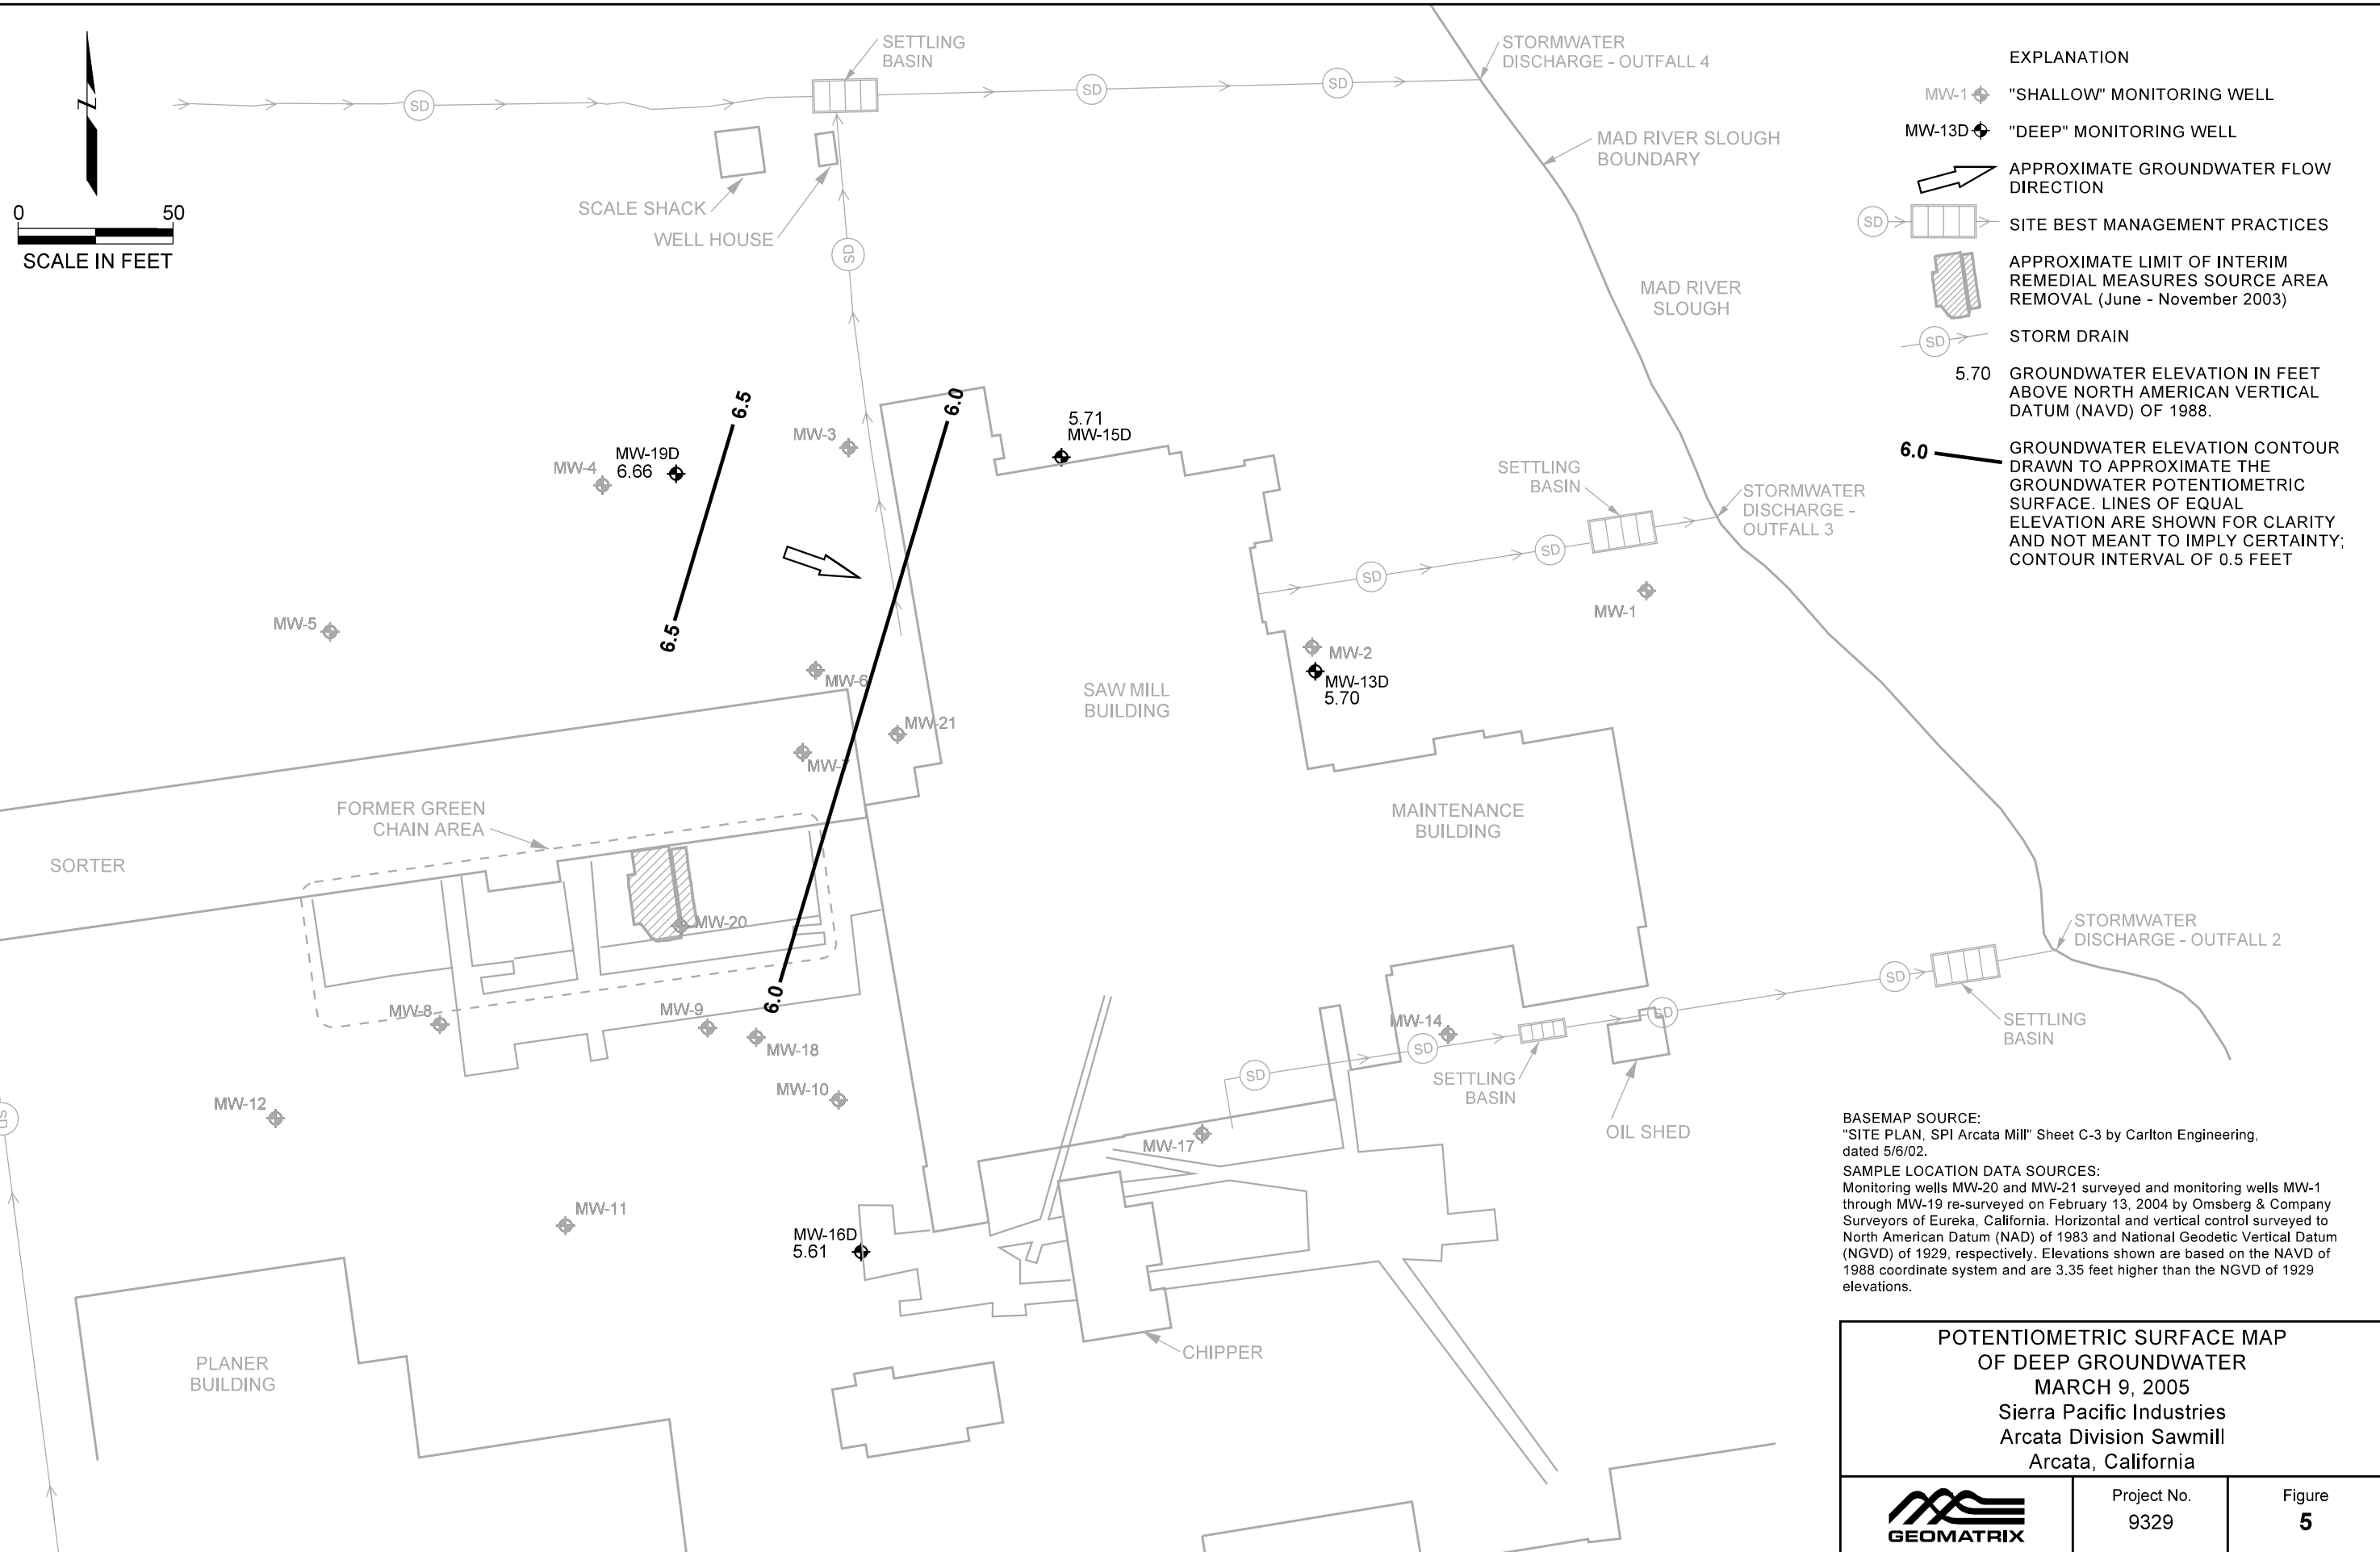 SETTLING
BASIN
STORMWATER
DISCHARGE - OUTFALL 4
EXPLANATION
MW-1
"SHALLOW" MONITORING WELL
MW-13D
"DEEP" MONITORING WELL
APPROXIMATE GROUNDWATER FLOW
DIRECTION
SD
SITE BEST MANAGEMENT PRACTICES
APPROXIMATE LIMIT OF INTERIM
REMEDIAL MEASURES SOURCE AREA
REMOVAL (June - November 2003)
SD
STORM DRAIN
5.70
GROUNDWATER ELEVATION IN FEET
ABOVE NORTH AMERICAN VERTICAL
DATUM (NAVD) OF 1988.
6.0
GROUNDWATER ELEVATION CONTOUR
DRAWN TO APPROXIMATE THE
GROUNDWATER POTENTIOMETRIC
SURFACE. LINES OF EQUAL
ELEVATION ARE SHOWN FOR CLARITY
AND NOT MEANT TO IMPLY CERTAINTY;
CONTOUR INTERVAL OF 0.5 FEET
Z
0 50
SCALE IN FEET
SD
SD
SD
MAD RIVER SLOUGH
BOUNDARY
SCALE SHACK
WELL HOUSE
SD
MAD RIVER
SLOUGH
6.5
6.0
5.71
MW-15D
MW-3
MW-19D
6.66
MW-4
SETTLING
BASIN
STORMWATER
DISCHARGE -
OUTFALL 3
SD
SD
MW-1
MW-5
6.5
MW-2
MW-13D
5.70
MW-6
SAW MILL
BUILDING
MW-21
MW-7
FORMER GREEN
CHAIN AREA
MAINTENANCE
BUILDING
SORTER
MW-20
STORMWATER
DISCHARGE - OUTFALL 2
SD
6.0
MW-8
MW-9
MW-18
MW-14
SD
SD
SETTLING
BASIN
SD
SETTLING
BASIN
MW-10
MW-12
SD
OIL SHED
MW-17
MW-11
MW-16D
5.61
CHIPPER
PLANER
BUILDING
BASEMAP SOURCE:
"SITE PLAN, SPI Arcata Mill" Sheet C-3 by Carlton Engineering,
dated 5/6/02.
SAMPLE LOCATION DATA SOURCES:
Monitoring wells MW-20 and MW-21 surveyed and monitoring wells MW-1
through MW-19 re-surveyed on February 13, 2004 by Omsberg & Company
Surveyors of Eureka, California. Horizontal and vertical control surveyed to
North American Datum (NAD) of 1983 and National Geodetic Vertical Datum
(NGVD) of 1929, respectively. Elevations shown are based on the NAVD of
1988 coordinate system and are 3.35 feet higher than the NGVD of 1929
elevations.
POTENTIOMETRIC SURFACE MAP
OF DEEP GROUNDWATER
MARCH 9, 2005
Sierra Pacific Industries
Arcata Division Sawmill
Arcata, California
GEOMATRIX
Project No.
9329
Figure
5